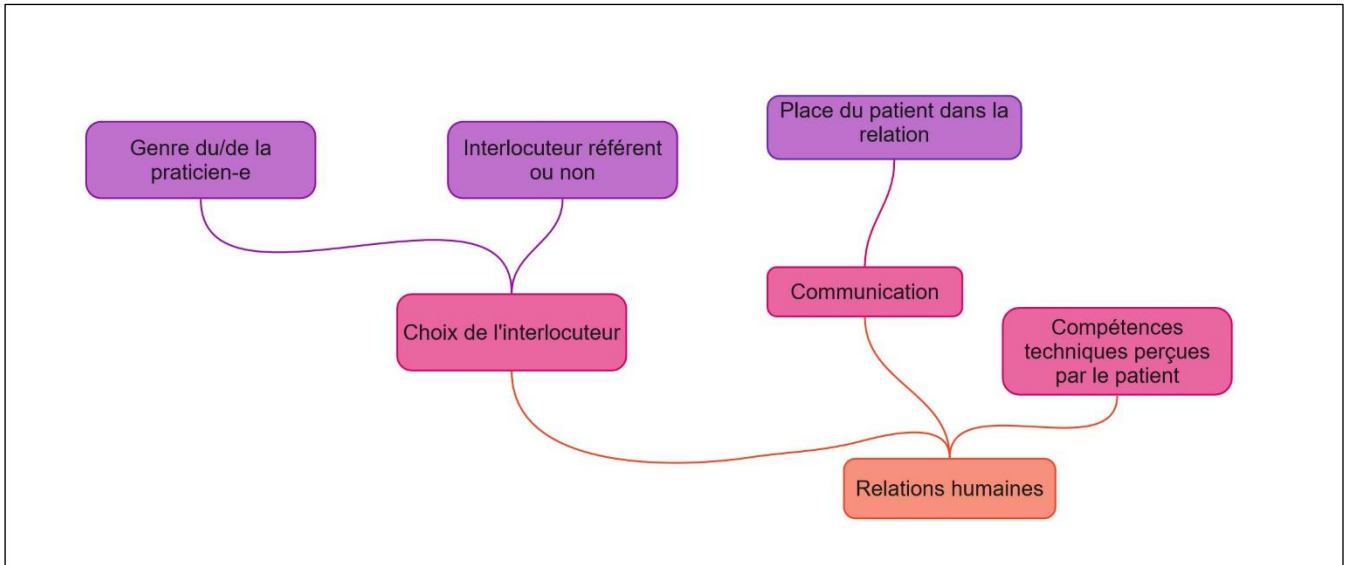 Place du patient dans la
relation
Genre du/de la
praticien-e
Interlocuteur référent
ou non
Communication
Choix de l'interlocuteur
Compétences
techniques perçues
par le patient
Relations humaines